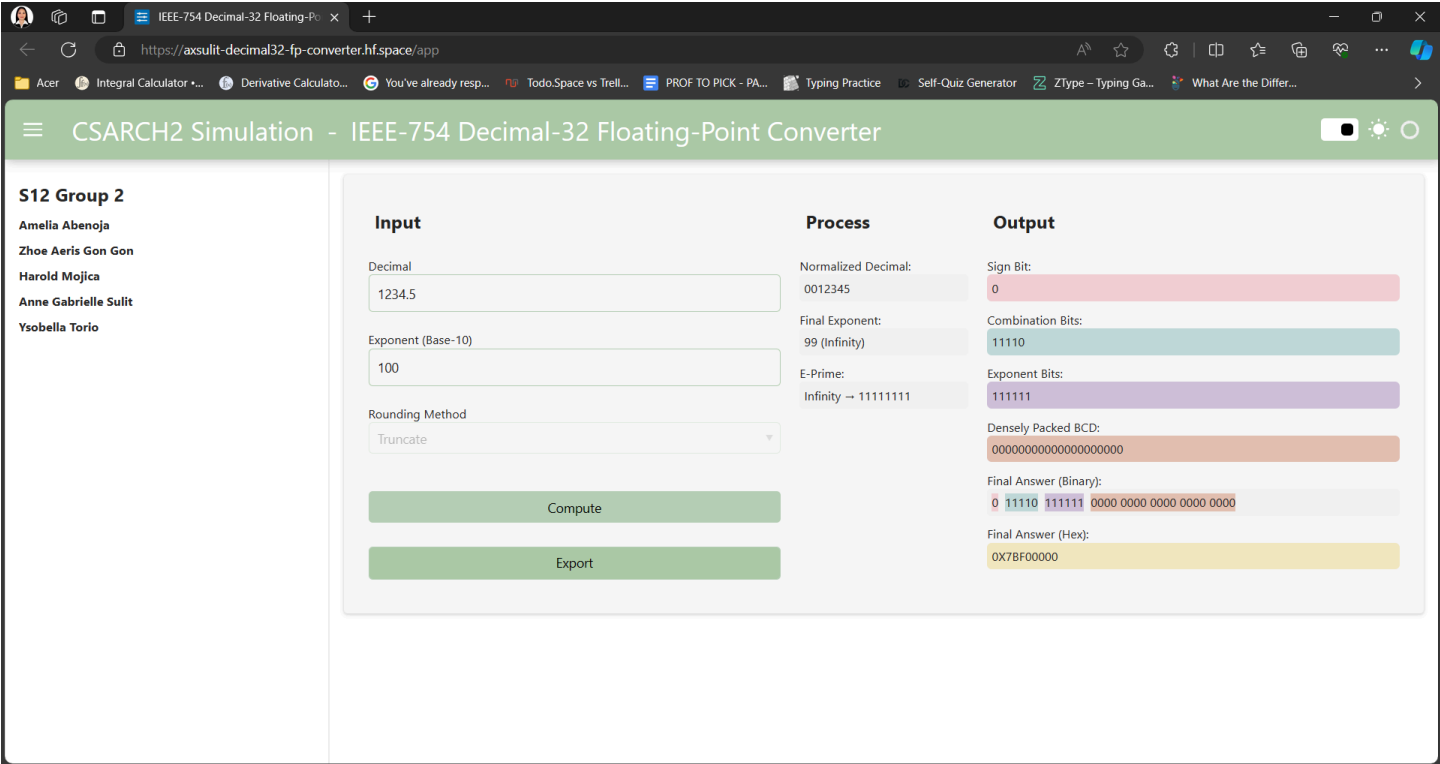 IEEE-754 Decimal-32 Floating-Po
https://axsulit-decimal32-fp-converter.hf.space/app
Acer
Integral Calculator •...
Derivative Calculato...
You've already resp...
Todo.Space vs Trell...
PROF TO PICK - PA...
Typing Practice
Self-Quiz Generator
ZType – Typing Ga...
What Are the Differ...
CSARCH2 Simulation - IEEE-754 Decimal-32 Floating-Point Converter
S12 Group 2
Amelia Abenoja
Zhoe Aeris Gon Gon
Harold Mojica
Anne Gabrielle Sulit
Ysobella Torio
Input
Decimal
1234.5
Exponent (Base-10)
100
Rounding Method
Truncate
Compute
Export
Process
Normalized Decimal:
0012345
Final Exponent:
99 (Infinity)
E-Prime:
Infinity → 11111111
Output
Sign Bit:
0
Combination Bits:
11110
Exponent Bits:
111111
Densely Packed BCD:
00000000000000000000
Final Answer (Binary):
0 11110 111111 0000 0000 0000 0000 0000
Final Answer (Hex):
0X7BF00000